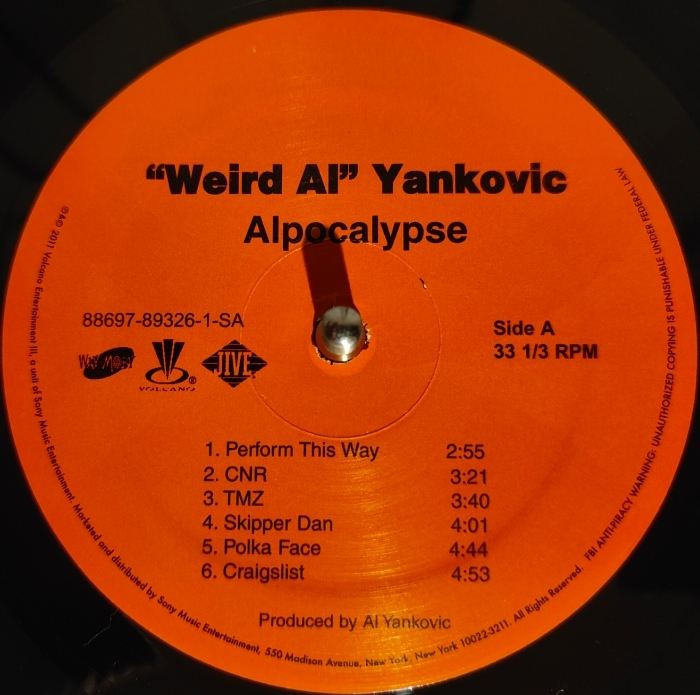 “Weird Al” Yankovic
Alpocalypse
88697-89326-1-SA
WAY MOBY
VOLCANO®
JIVE
Side A
33 1/3 RPM
1. Perform This Way 2:55
2. CNR 3:21
3. TMZ 3:40
4. Skipper Dan 4:01
5. Polka Face 4:44
6. Craigslist 4:53
Produced by Al Yankovic
℗© 2011 Volcano Entertainment III, a unit of Sony Music Entertainment. Marketed and distributed by Sony Music Entertainment, 550 Madison Avenue, New York, New York 10022-3211. All Rights Reserved. FBI ANTI-PIRACY WARNING: UNAUTHORIZED COPYING IS PUNISHABLE UNDER FEDERAL LAW